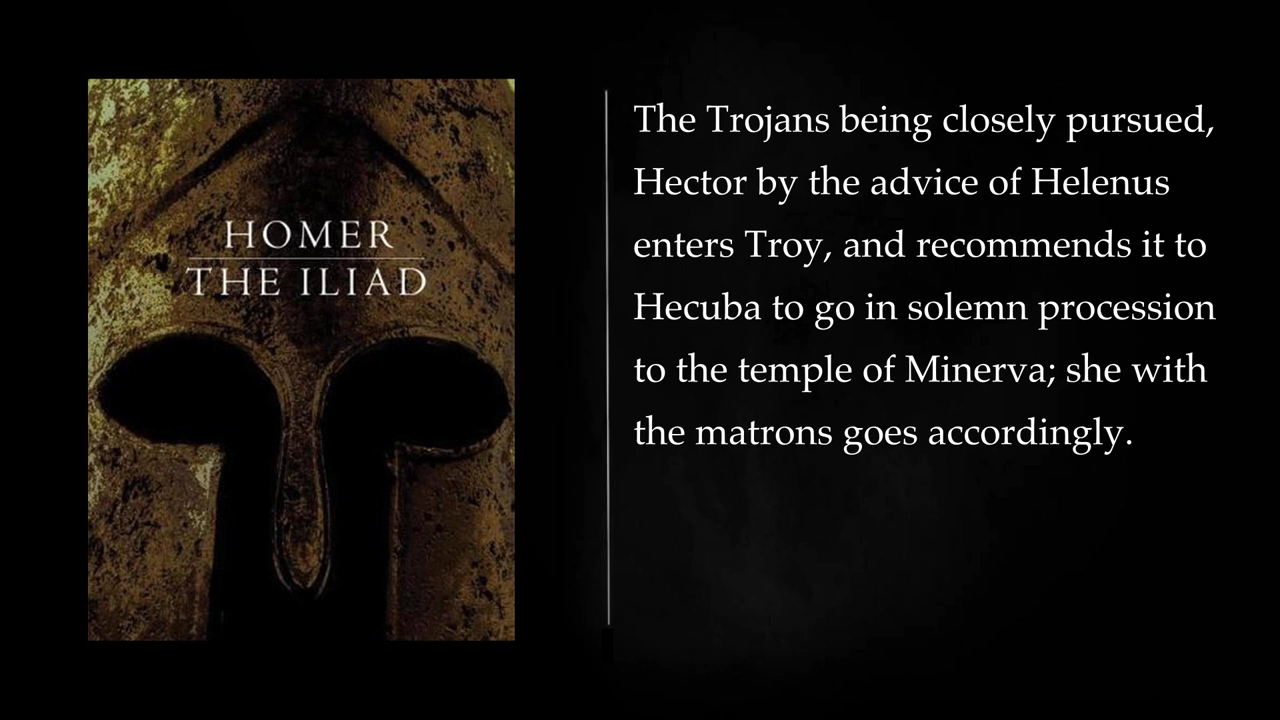 HOMER
THE ILIAD
The Trojans being closely pursued,
Hector by the advice of Helenus
enters Troy, and recommends it to
Hecuba to go in solemn procession
to the temple of Minerva; she with
the matrons goes accordingly.